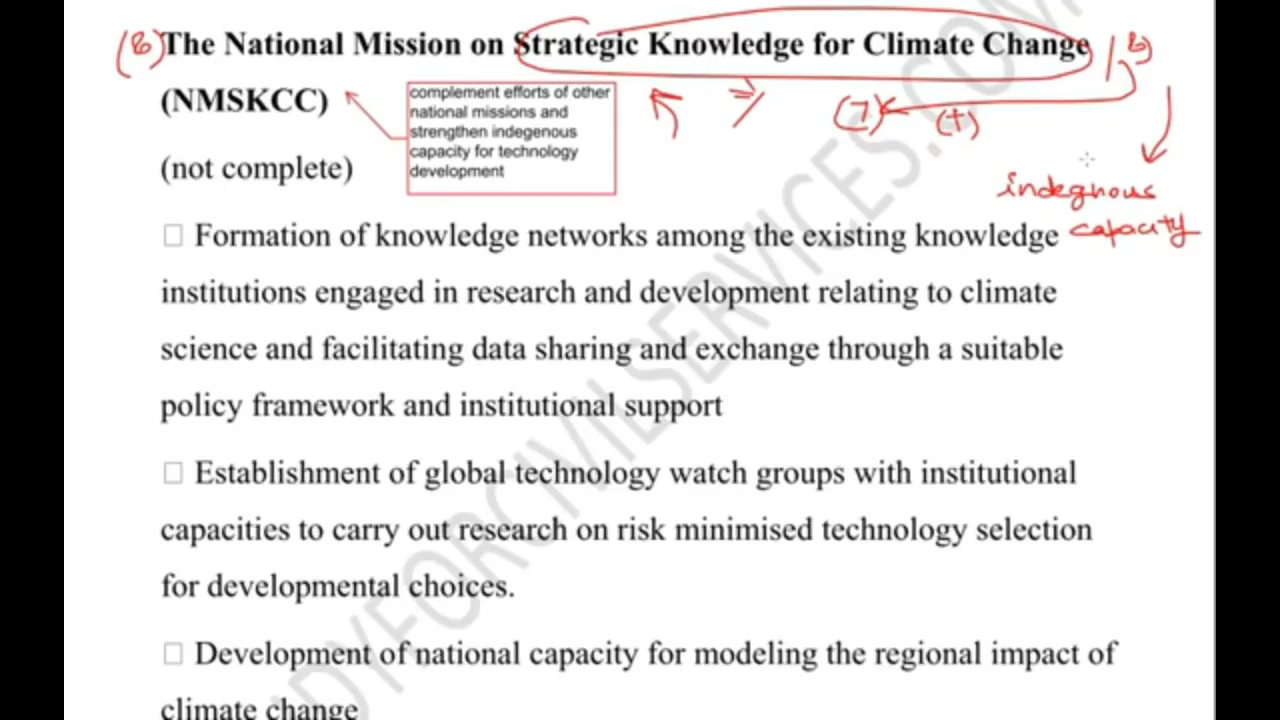 (8) The National Mission on Strategic Knowledge for Climate Change
(NMSKCC)
complement efforts of other
national missions and
strengthen indegenous
capacity for technology
development
(7) (+)
indegnous
capacity
(not complete)
□ Formation of knowledge networks among the existing knowledge
institutions engaged in research and development relating to climate
science and facilitating data sharing and exchange through a suitable
policy framework and institutional support
□ Establishment of global technology watch groups with institutional
capacities to carry out research on risk minimised technology selection
for developmental choices.
□ Development of national capacity for modeling the regional impact of
climate change
DYFORCIVILSERVICES.COM